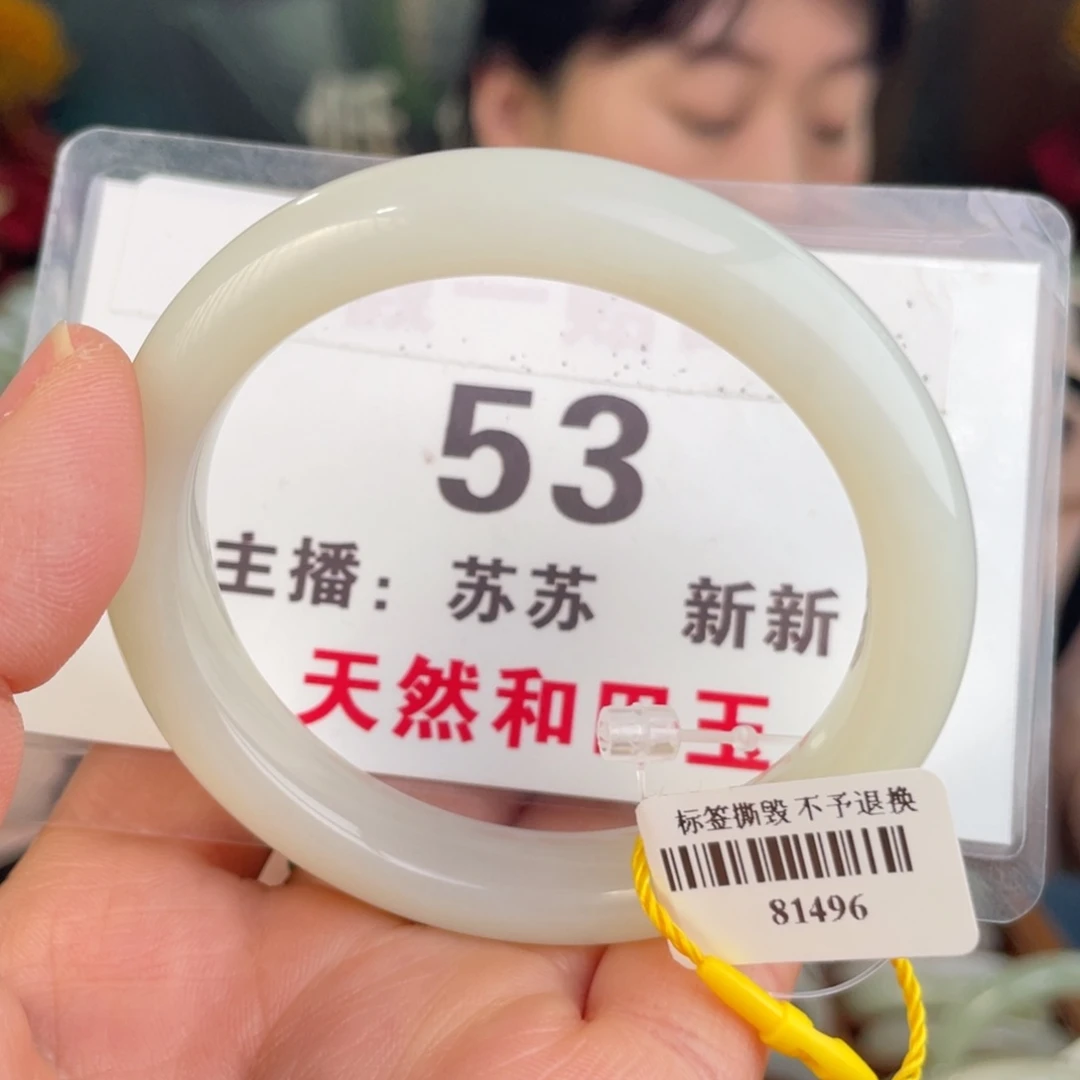 53
主播：苏苏 新新
天然和田玉
标签撕毁 不予退换
81496